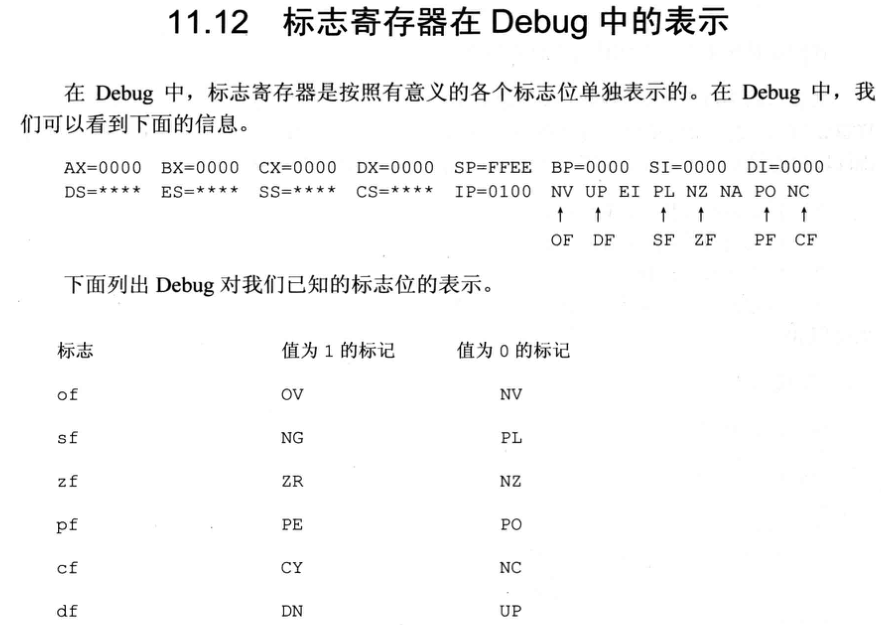 11.12 标志寄存器在 Debug 中的表示
在 Debug 中，标志寄存器是按照有意义的各个标志位单独表示的。在 Debug 中，我
们可以看到下面的信息。
AX=0000 BX=0000 CX=0000 DX=0000 SP=FFEE BP=0000 SI=0000 DI=0000
DS=**** ES=**** SS=**** CS=**** IP=0100 NV UP EI PL NZ NA PO NC
↑ ↑ ↑ ↑ ↑ ↑
OF DF SF ZF PF CF
下面列出 Debug 对我们已知的标志位的表示。
标志 值为 1 的标记 值为 0 的标记
of OV NV
sf NG PL
zf ZR NZ
pf PE PO
cf CY NC
df DN UP